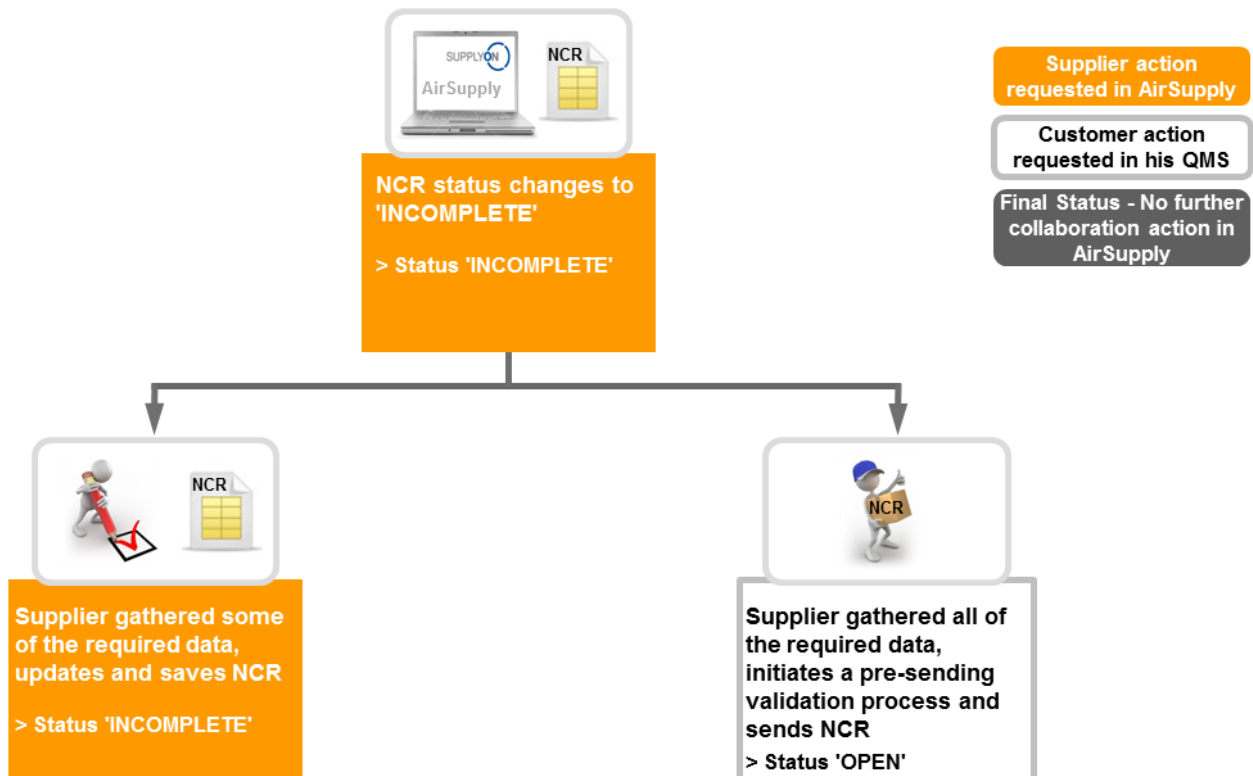 SUPPLYON
AirSupply
NCR
NCR status changes to
'INCOMPLETE'
> Status 'INCOMPLETE'
Supplier action
requested in AirSupply
Customer action
requested in his QMS
Final Status - No further
collaboration action in
AirSupply
NCR
Supplier gathered some
of the required data,
updates and saves NCR
> Status 'INCOMPLETE'
NCR
Supplier gathered all of
the required data,
initiates a pre-sending
validation process and
sends NCR
> Status 'OPEN'